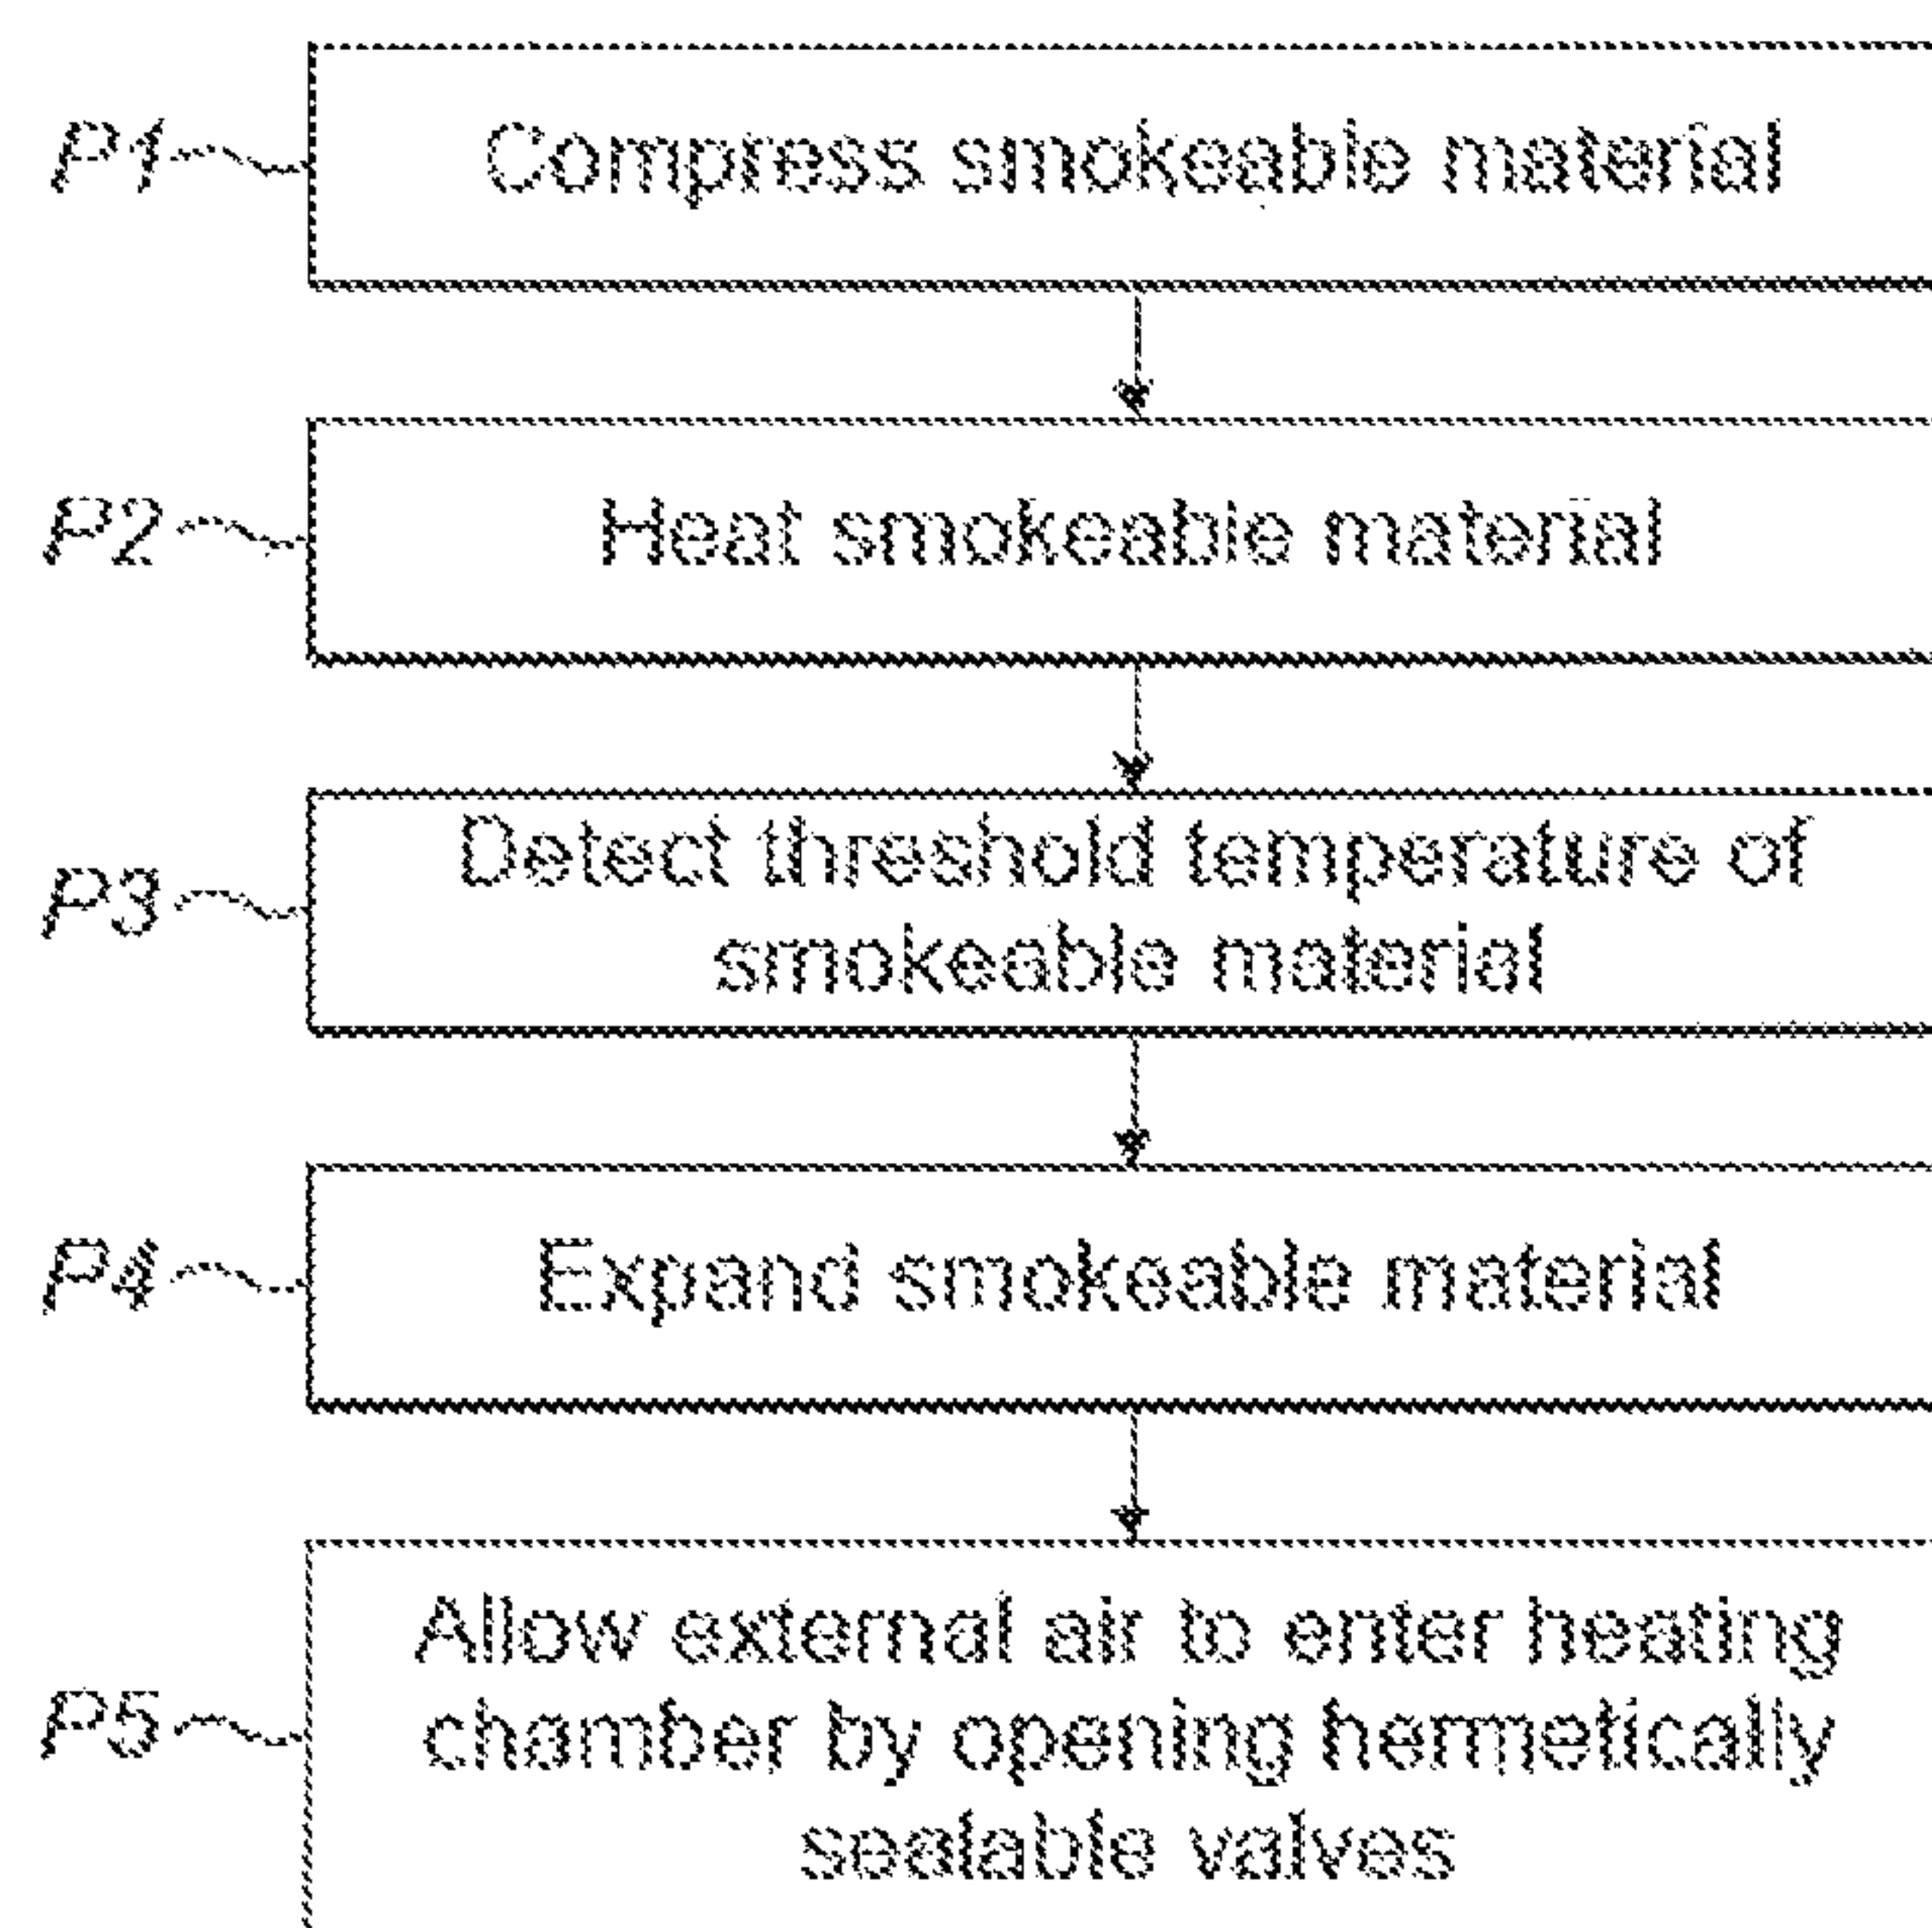 P1 Compress smokeable material
P2 Heat smokeable material
Detect threshold temperature of
P3
smokeable material
P4 Expand smokeable material
Allow external air to enter heating
P5 chamber by opening hermetically
sealable valves